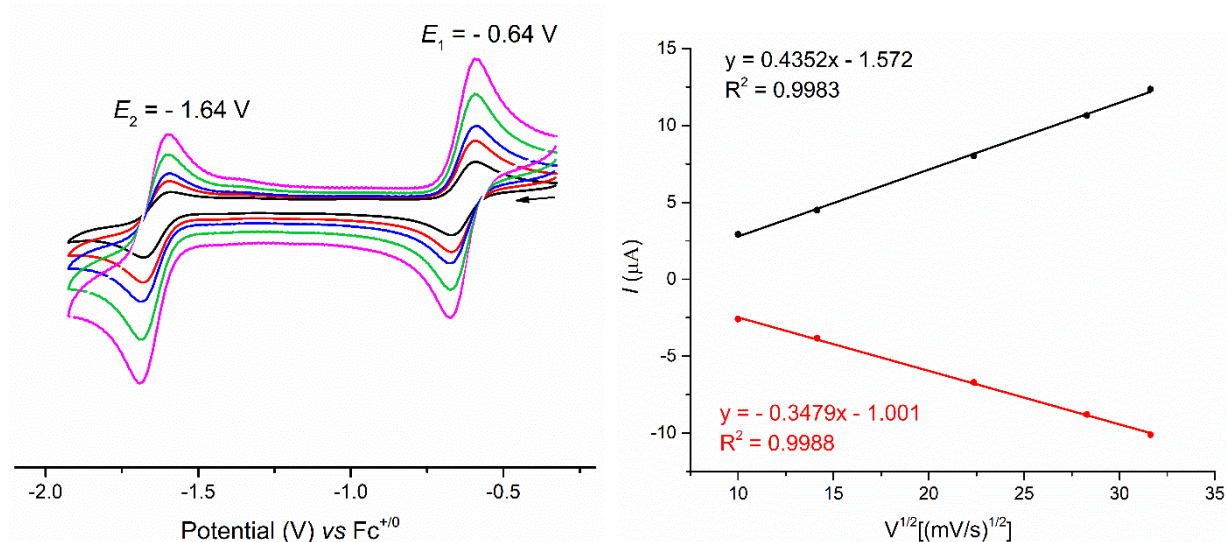 E₁ = - 0.64 V
E₂ = - 1.64 V
-2.0 -1.5 -1.0 -0.5
Potential (V) vs Fc⁺/⁰
y = 0.4352x - 1.572
R² = 0.9983
15
10
5
0
-5
-10
I (μA)
y = - 0.3479x - 1.001
R² = 0.9988
10 15 20 25 30 35
V¹/²[(mV/s)¹/²]